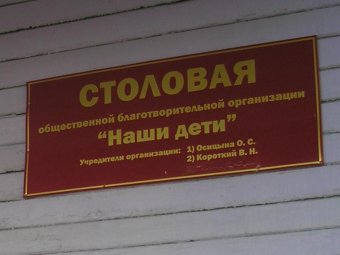 СТОЛОВАЯ
общественной благотворительной организации
“Наши дети”
Учредители организации: 1) Осицына О. С.
2) Короткий В. Н.